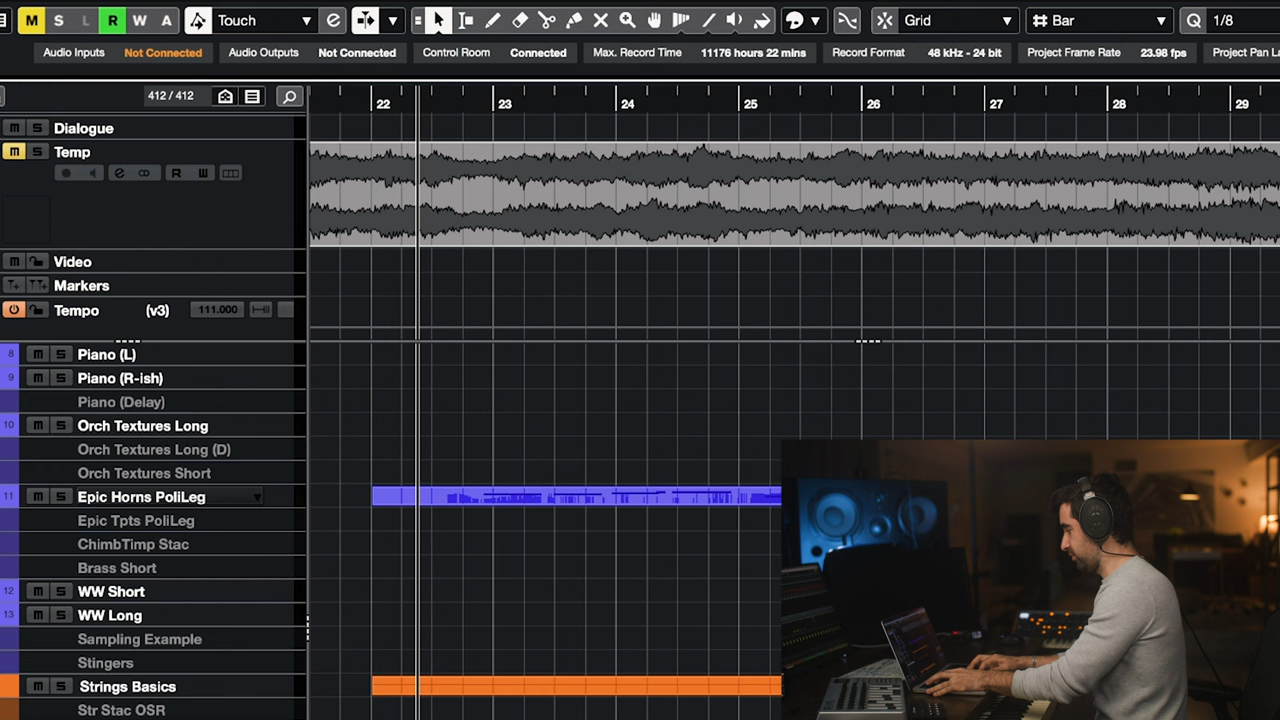 M S L R W A Touch Grid Bar Q 1/8
Audio Inputs Not Connected Audio Outputs Not Connected Control Room Connected Max. Record Time 11176 hours 22 mins Record Format 48 kHz - 24 bit Project Frame Rate 23.98 fps Project Pan La
412 / 412
22 23 24 25 26 27 28 29
M S Dialogue
M S Temp
R W
M Video
Markers
Tempo (v3) 111.000
8 M S Piano (L)
9 M S Piano (R-ish)
Piano (Delay)
10 M S Orch Textures Long
Orch Textures Long (D)
Orch Textures Short
11 M S Epic Horns PoliLeg
Epic Tpts PoliLeg
ChimbTimp Stac
Brass Short
12 M S WW Short
13 M S WW Long
Sampling Example
Stingers
M S Strings Basics
Str Stac OSR